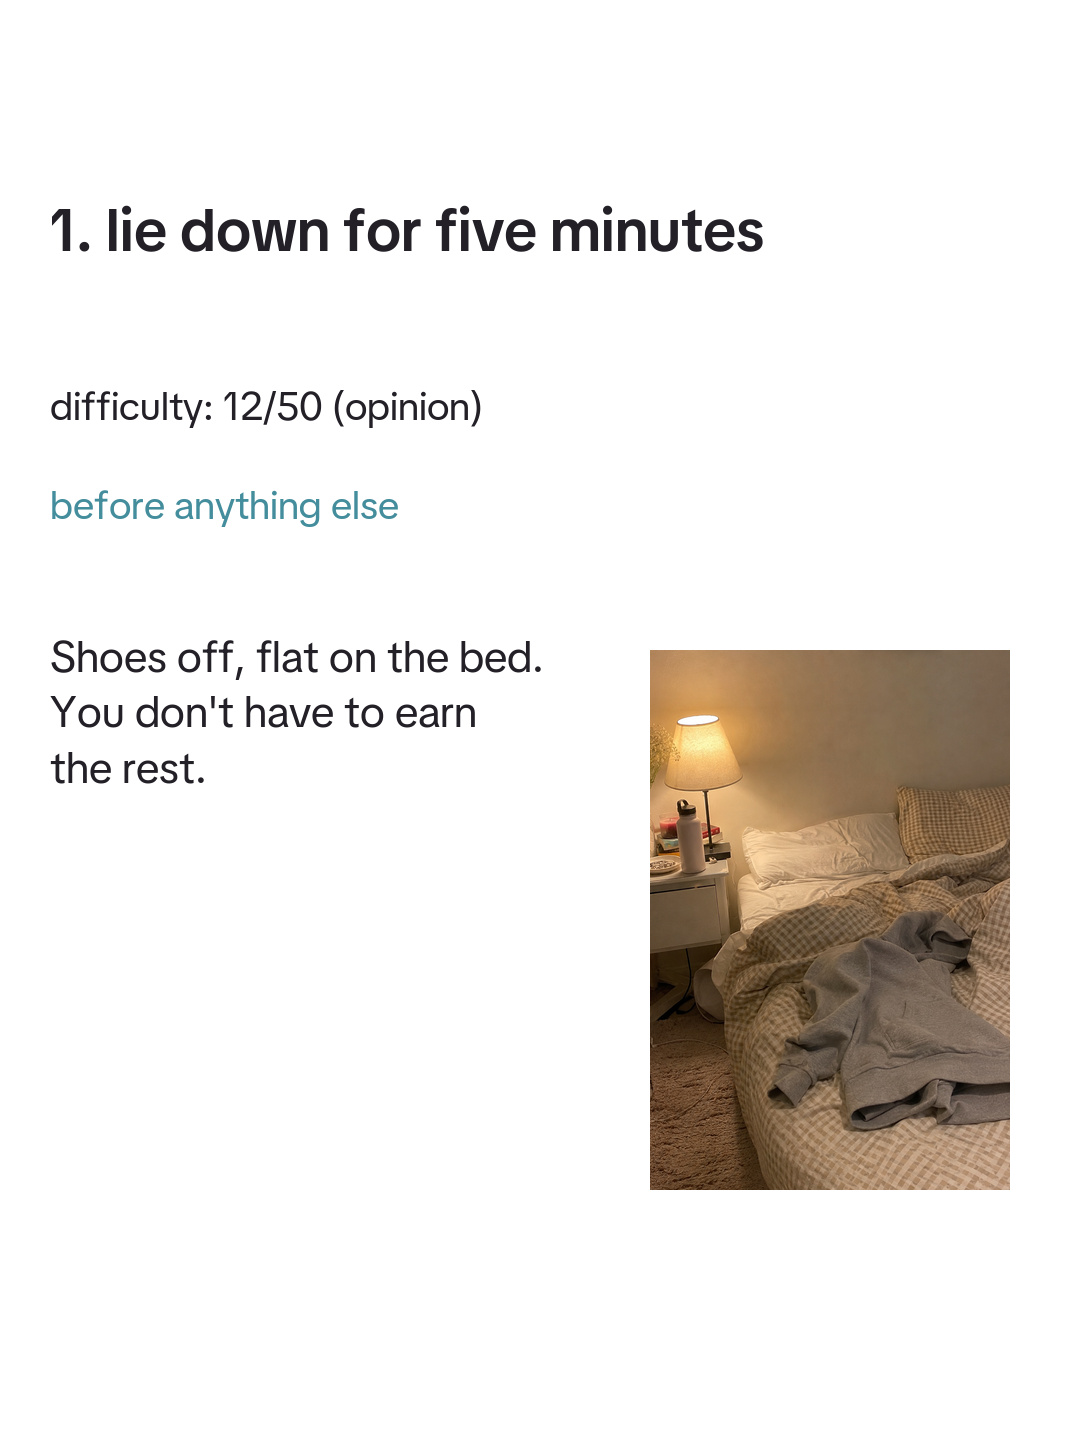 1. lie down for five minutes
difficulty: 12/50 (opinion)
before anything else
Shoes off, flat on the bed.
You don't have to earn
the rest.